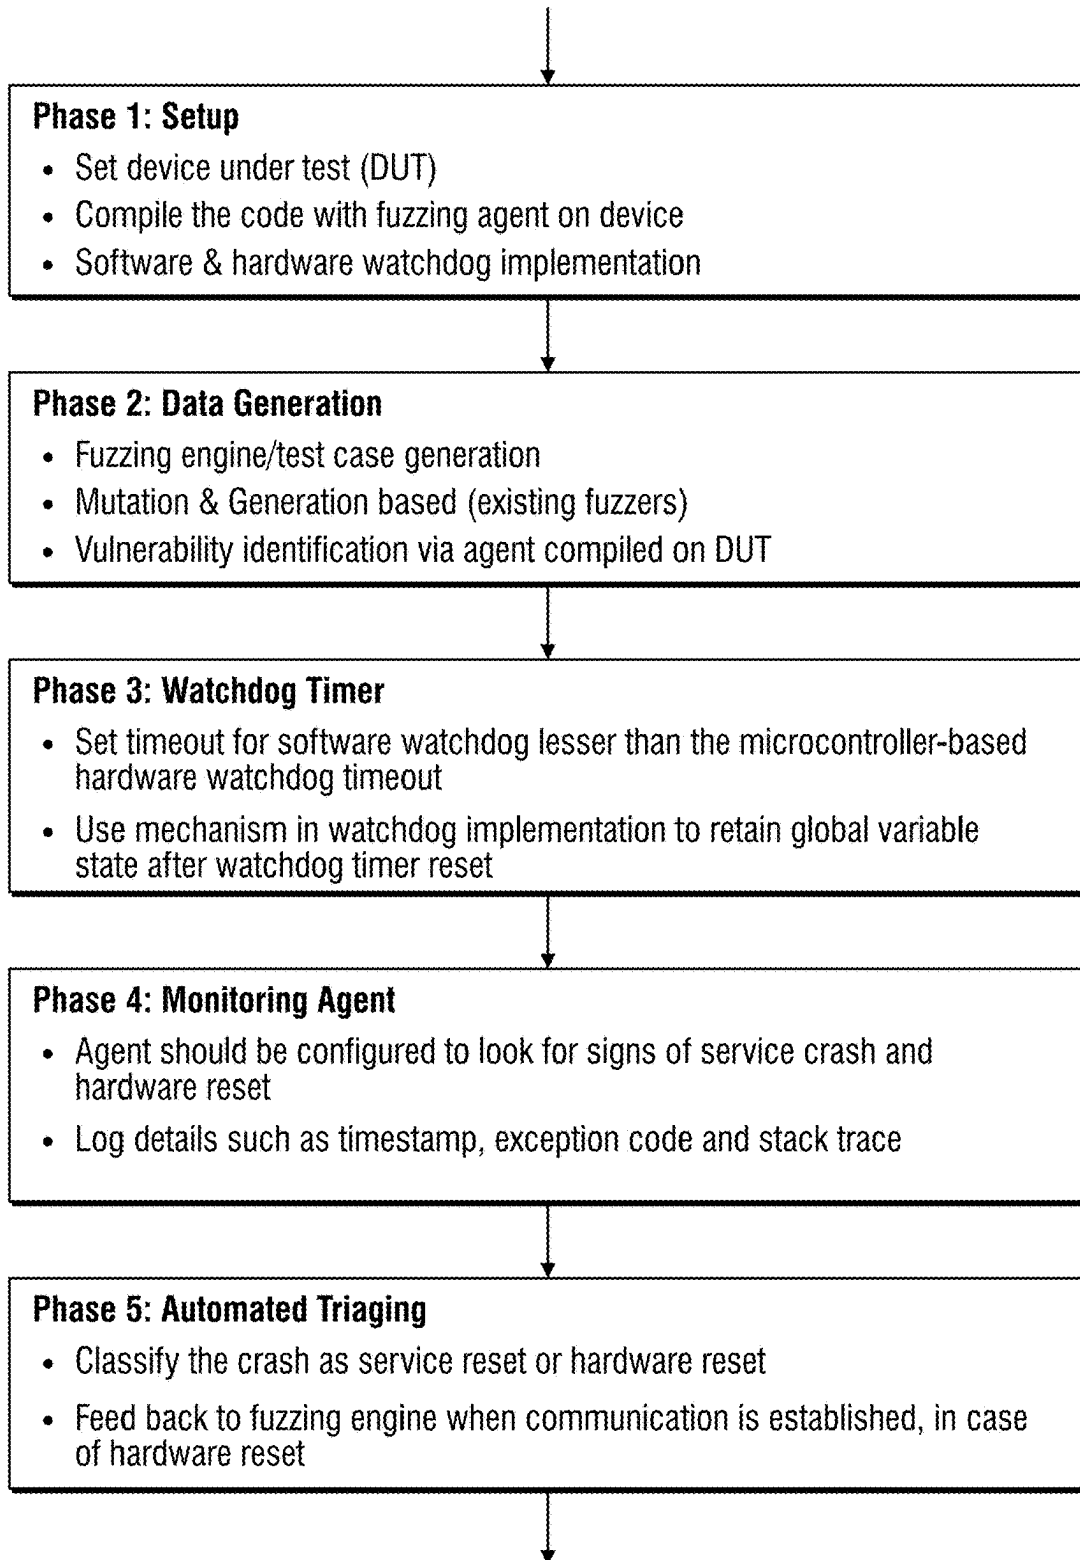 Phase 1: Setup
• Set device under test (DUT)
• Compile the code with fuzzing agent on device
• Software & hardware watchdog implementation
Phase 2: Data Generation
• Fuzzing engine/test case generation
• Mutation & Generation based (existing fuzzers)
• Vulnerability identification via agent compiled on DUT
Phase 3: Watchdog Timer
• Set timeout for software watchdog lesser than the microcontroller-based
hardware watchdog timeout
• Use mechanism in watchdog implementation to retain global variable
state after watchdog timer reset
Phase 4: Monitoring Agent
• Agent should be configured to look for signs of service crash and
hardware reset
• Log details such as timestamp, exception code and stack trace
Phase 5: Automated Triaging
• Classify the crash as service reset or hardware reset
• Feed back to fuzzing engine when communication is established, in case
of hardware reset